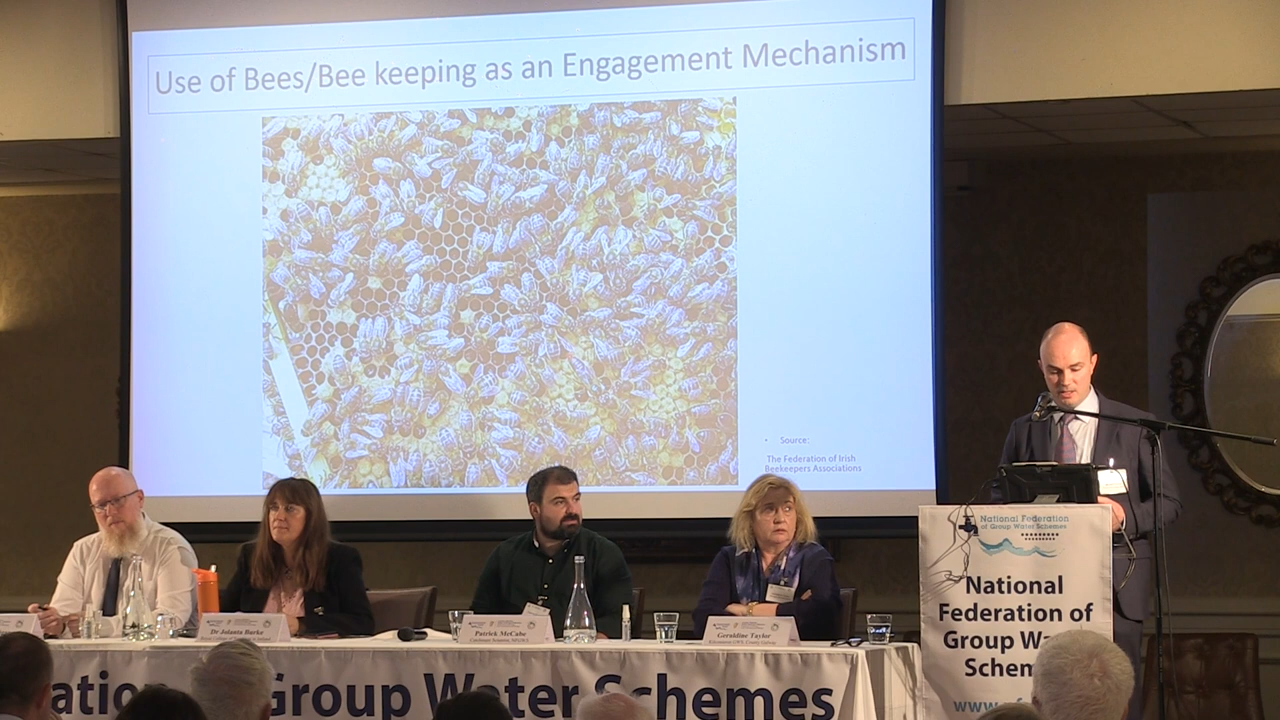 Use of Bees/Bee keeping as an Engagement Mechanism
• Source:
The Federation of Irish
Beekeepers Associations
National Federation
of Group Water Schemes
National
Federation of
Group Wa
Schem
www.
Dr Jolanta Burke
Patrick McCabe
Geraldine Taylor
Group Water Schemes